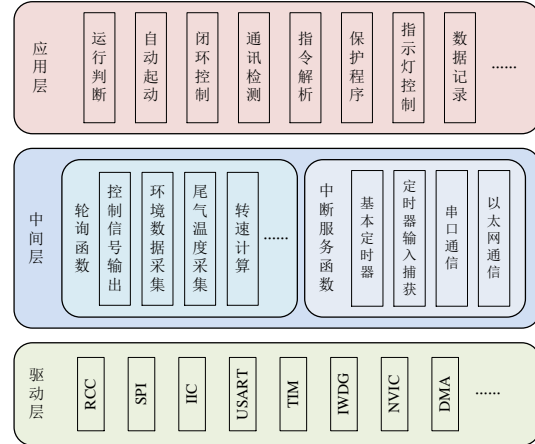 应用层
运行判断
自动起动
闭环控制
通讯检测
指令解析
保护程序
指示灯控制
数据记录
......
中间层
轮询函数
控制信号输出
环境数据采集
尾气温度采集
转速计算
......
中断服务函数
基本定时器
定时器输入捕获
串口通信
以太网通信
驱动层
RCC
SPI
IIC
USART
TIM
IWDG
NVIC
DMA
......